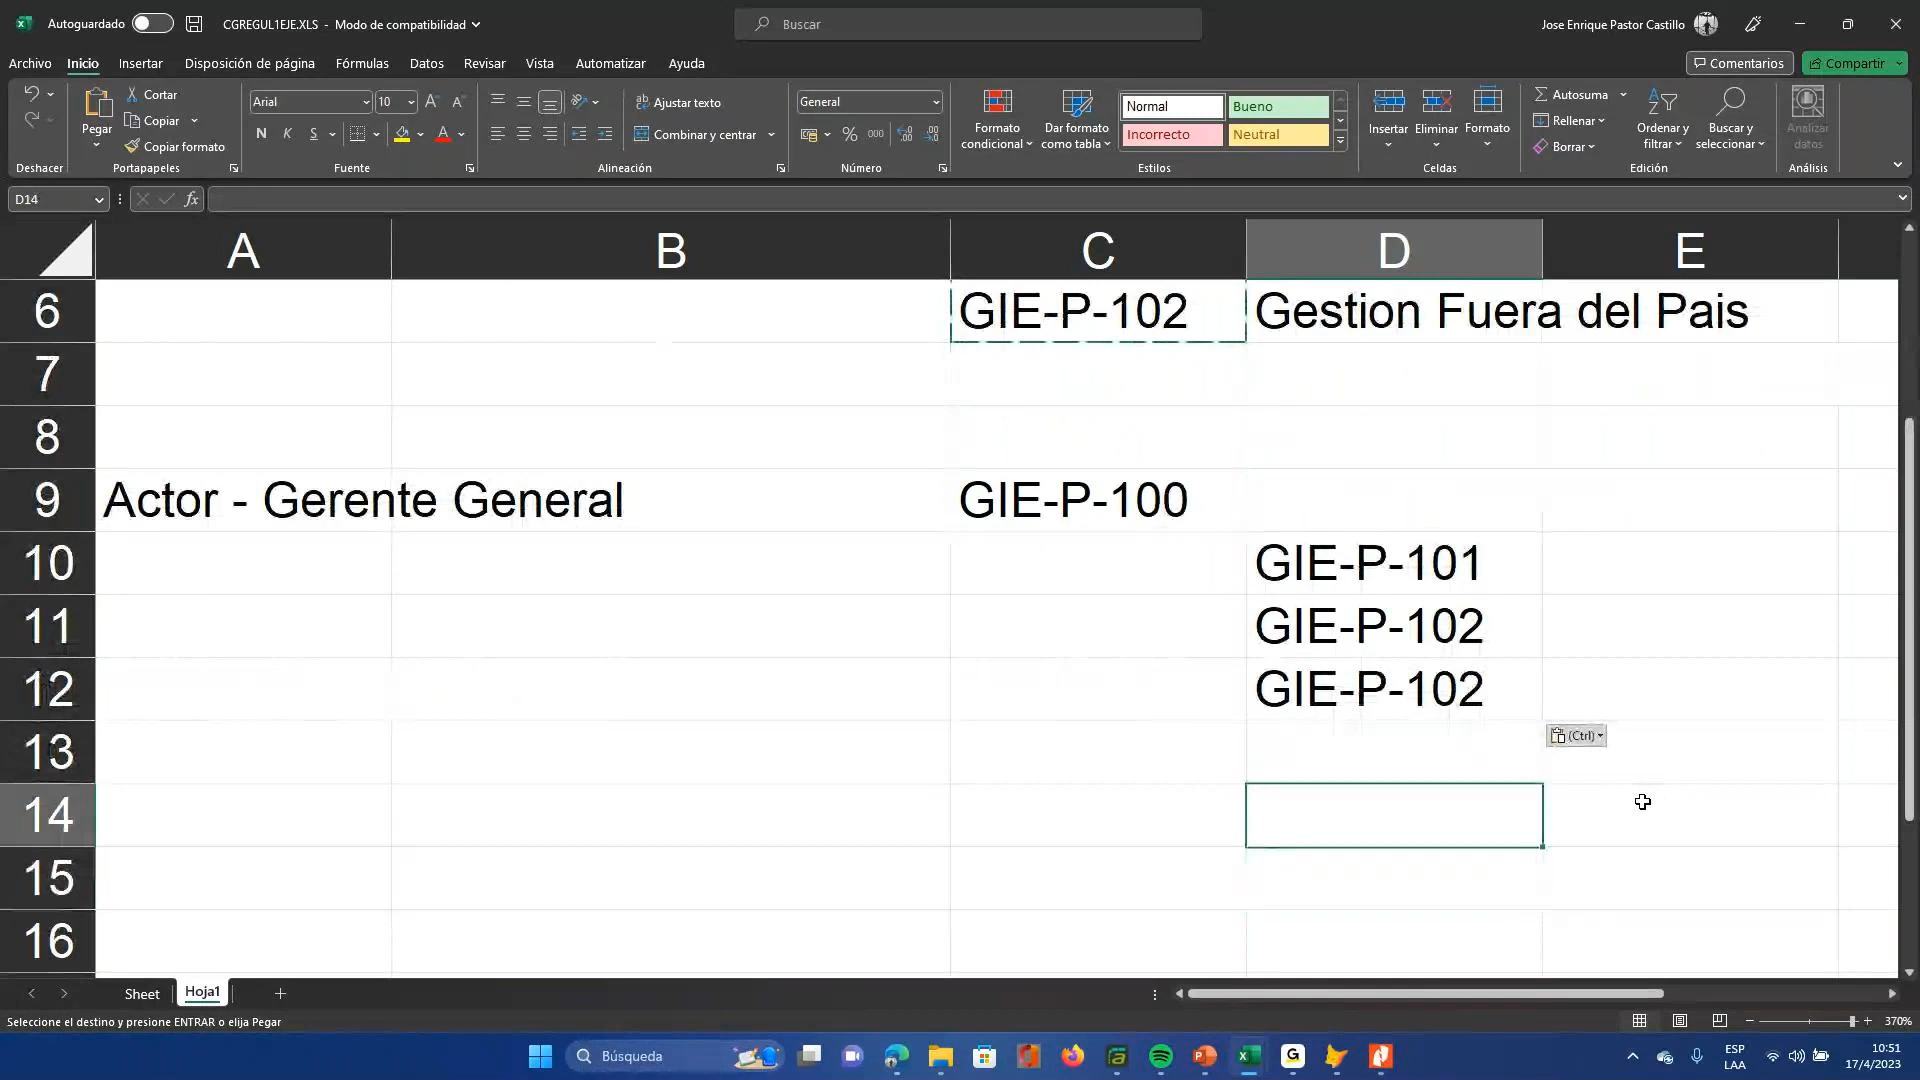 Autoguardado CGREGUL1EJE.XLS - Modo de compatibilidad Buscar Jose Enrique Pastor Castillo
Archivo Inicio Insertar Disposición de página Fórmulas Datos Revisar Vista Automatizar Ayuda Comentarios Compartir
Pegar Cortar Copiar Copiar formato
Arial 10 N K S
Ajustar texto Combinar y centrar
General % 000
Formato condicional Dar formato como tabla
Normal Bueno
Incorrecto Neutral
Insertar Eliminar Formato
Autosuma Rellenar Borrar
Ordenar y filtrar Buscar y seleccionar Analizar datos
Deshacer Portapapeles Fuente Alineación Número Estilos Celdas Edición Análisis
D14 fx
A B C D E
6 GIE-P-102 Gestion Fuera del Pais
7
8
9 Actor - Gerente General GIE-P-100
10 GIE-P-101
11 GIE-P-102
12 GIE-P-102
13 (Ctrl)
14
15
16
Sheet Hoja1
Seleccione el destino y presione ENTRAR o elija Pegar 370%
Búsqueda ESP LAA 10:51 17/4/2023